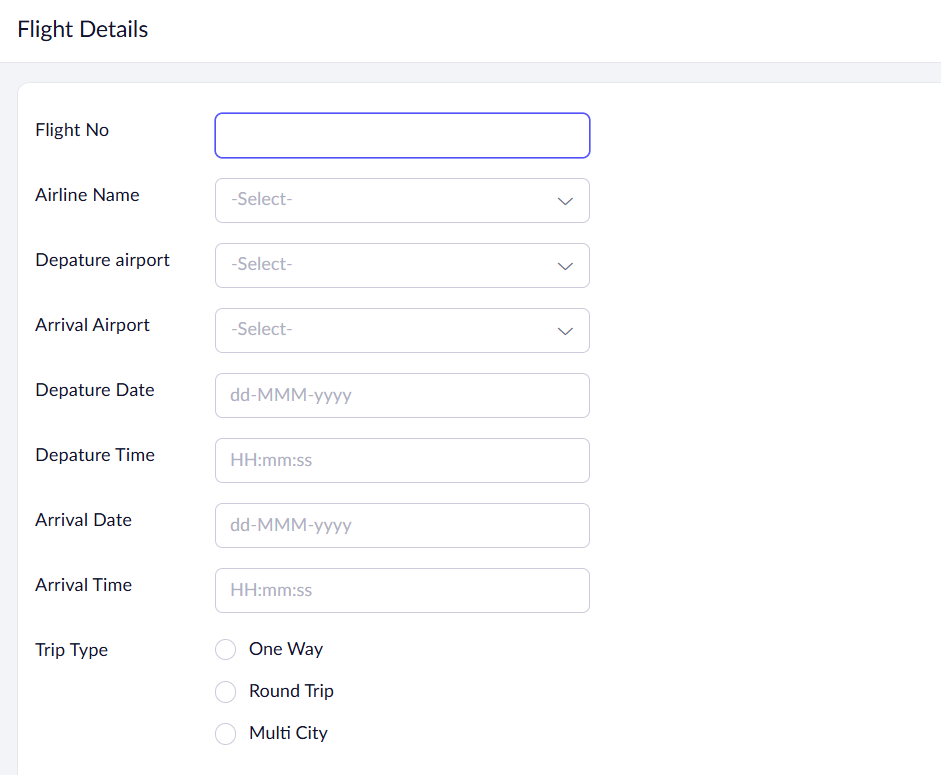 Flight Details
Flight No
Airline Name -Select-
Depature airport -Select-
Arrival Airport -Select-
Depature Date dd-MMM-yyyy
Depature Time HH:mm:ss
Arrival Date dd-MMM-yyyy
Arrival Time HH:mm:ss
Trip Type One Way
Round Trip
Multi City